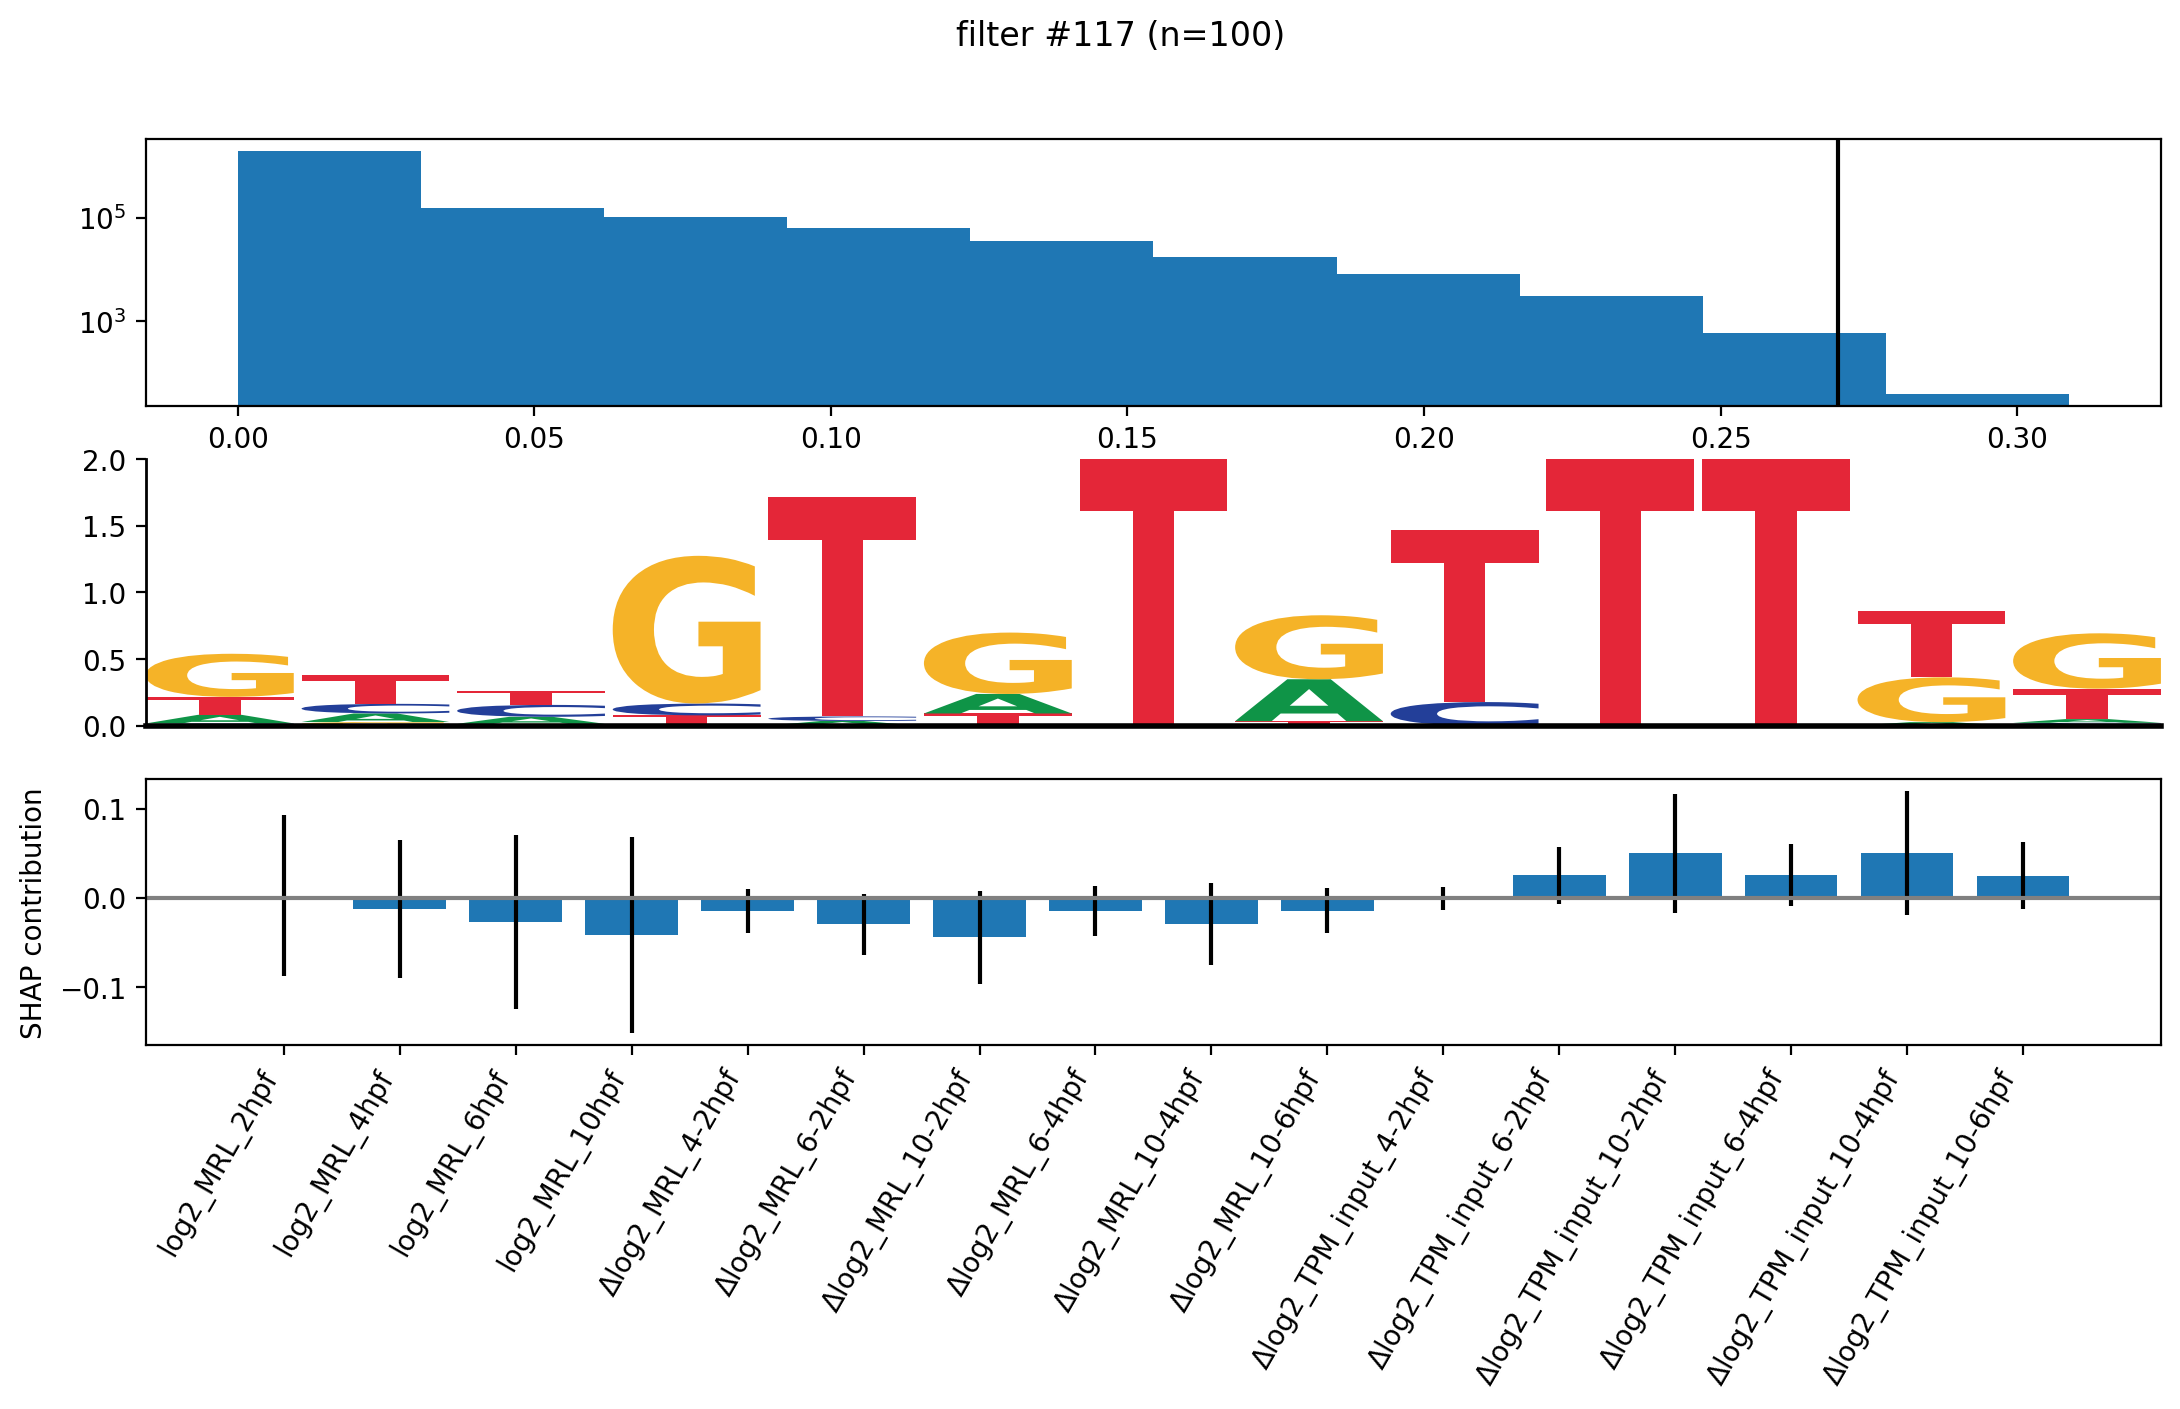 filter #117 (n=100)
10^5
10^3
0.00 0.05 0.10 0.15 0.20 0.25 0.30
2.0
1.5
1.0
0.5
0.0
G T T G T G T G T T T T G
T C C C C A A C G T
A A A T A T T A A
SHAP contribution
0.1
0.0
−0.1
log2_MRL_2hpf
log2_MRL_4hpf
log2_MRL_6hpf
log2_MRL_10hpf
Δlog2_MRL_4-2hpf
Δlog2_MRL_6-2hpf
Δlog2_MRL_10-2hpf
Δlog2_MRL_6-4hpf
Δlog2_MRL_10-4hpf
Δlog2_MRL_10-6hpf
Δlog2_TPM_input_4-2hpf
Δlog2_TPM_input_6-2hpf
Δlog2_TPM_input_10-2hpf
Δlog2_TPM_input_6-4hpf
Δlog2_TPM_input_10-4hpf
Δlog2_TPM_input_10-6hpf